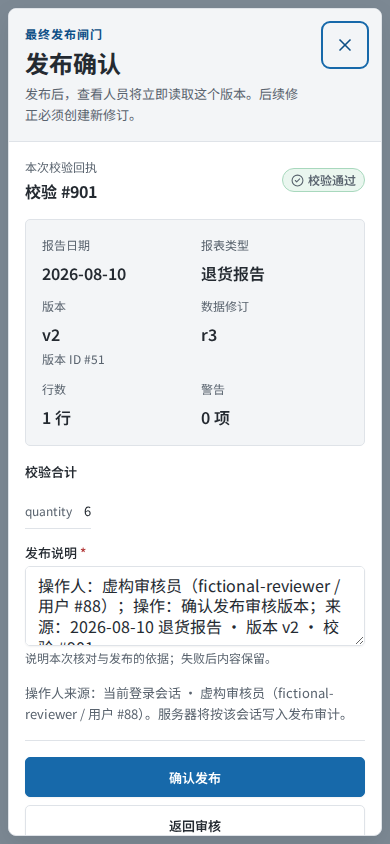 最终发布闸门
发布确认
发布后，查看人员将立即读取这个版本。后续修
正必须创建新修订。
本次校验回执
校验 #901
校验通过
报告日期
报表类型
2026-08-10
退货报告
版本
数据修订
v2
r3
版本 ID #51
行数
警告
1 行
0 项
校验合计
quantity 6
发布说明 *
操作人：虚构审核员（fictional-reviewer /
用户 #88）；操作：确认发布审核版本；来
源：2026-08-10 退货报告 · 版本 v2 · 校
验 #901
说明本次核对与发布的依据；失败后内容保留。
操作人来源：当前登录会话 · 虚构审核员（fictional-
reviewer / 用户 #88）。服务器将按该会话写入发布审计。
确认发布
返回审核